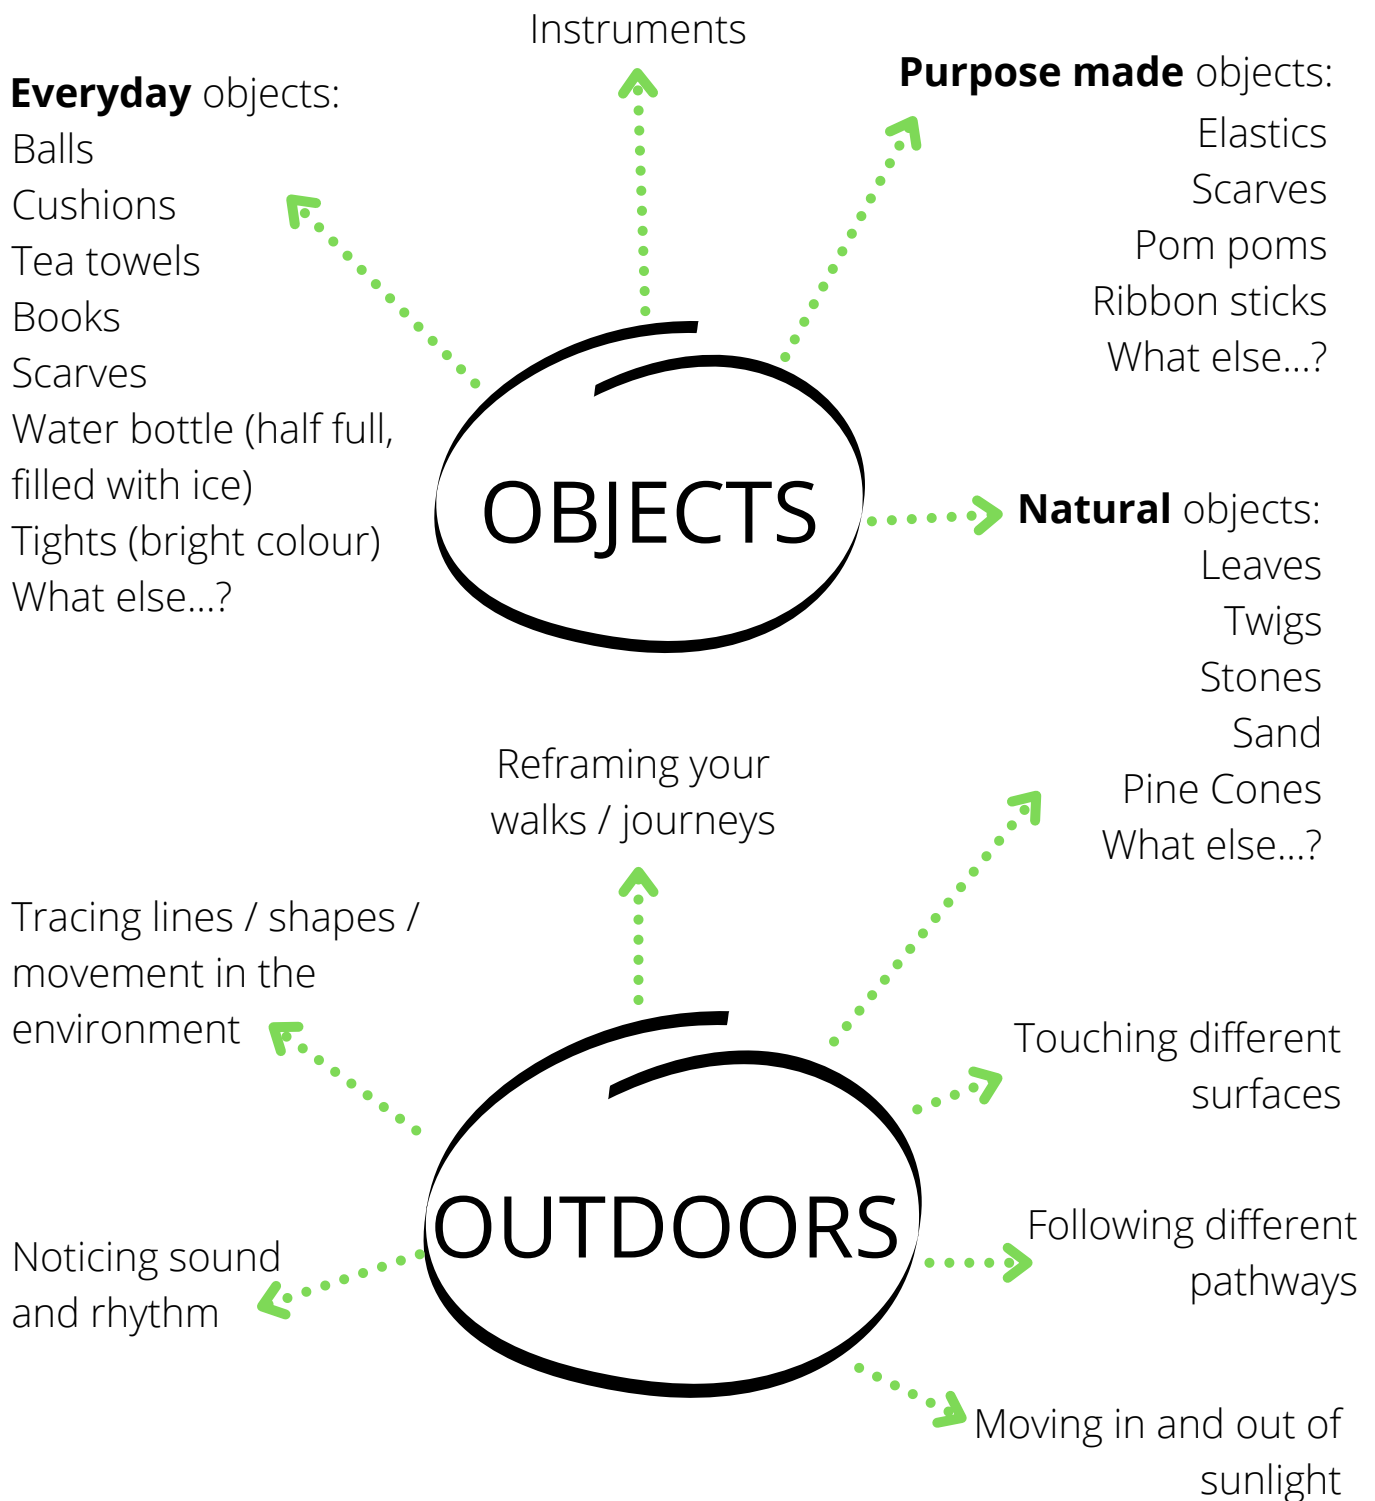 Instruments
Everyday objects:
Balls
Cushions
Tea towels
Books
Scarves
Water bottle (half full,
filled with ice)
Tights (bright colour)
What else...?
Purpose made objects:
Elastics
Scarves
Pom poms
Ribbon sticks
What else...?
OBJECTS
Natural objects:
Leaves
Twigs
Stones
Sand
Pine Cones
What else...?
Reframing your
walks / journeys
Tracing lines / shapes /
movement in the
environment
Touching different
surfaces
OUTDOORS
Noticing sound
and rhythm
Following different
pathways
Moving in and out of
sunlight